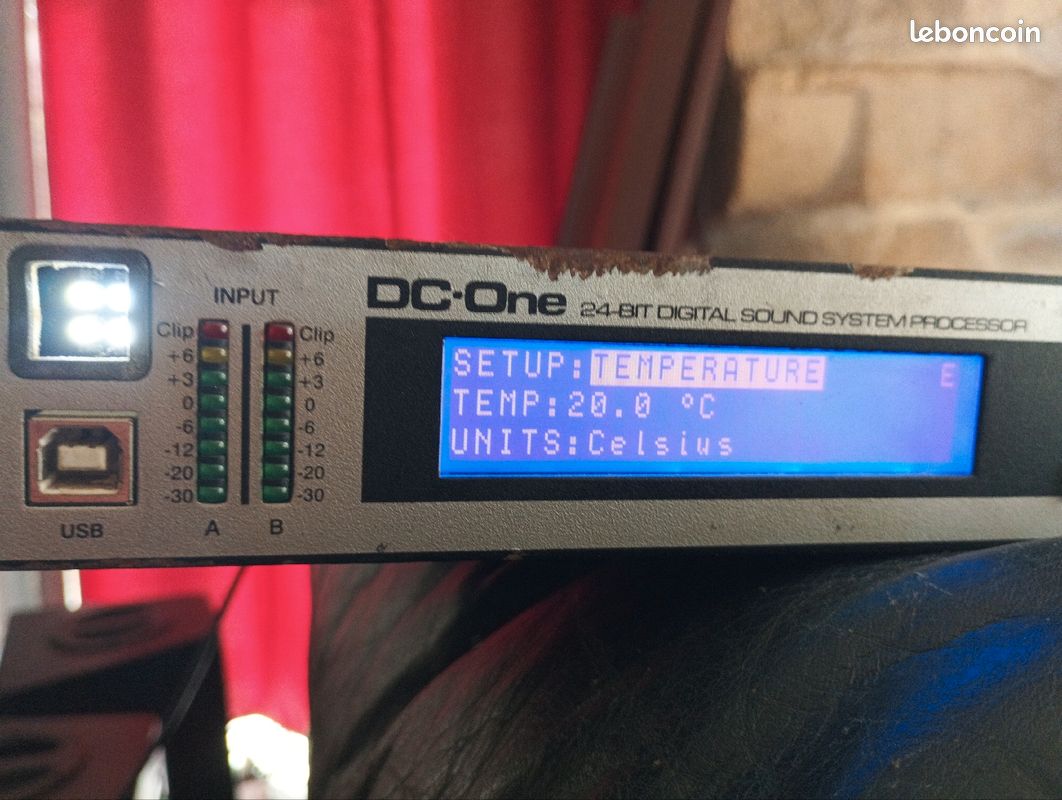 leboncoin
INPUT
Clip
+6
+3
0
-6
-12
-20
-30
A
Clip
+6
+3
0
-6
-12
-20
-30
B
USB
DC-One 24-BIT DIGITAL SOUND SYSTEM PROCESSOR
SETUP:TEMPERATURE E
TEMP:20.0 °C
UNITS:Celsius